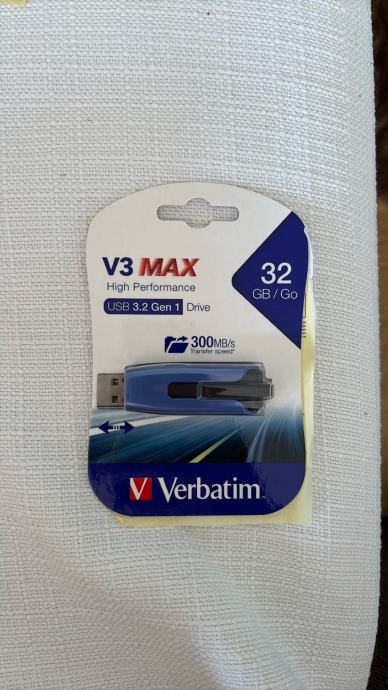 V3 MAX
High Performance
USB 3.2 Gen 1 Drive
32
GB / Go
300MB/s
Transfer speed*
Verbatim